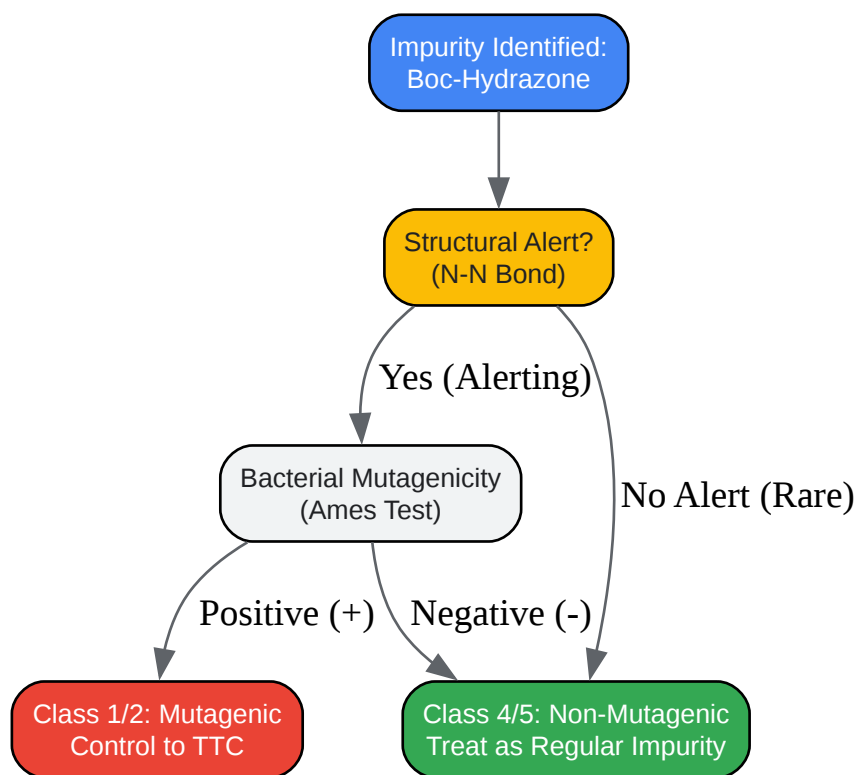 Impurity Identified:
Boc-Hydrazone
Structural Alert?
(N-N Bond)
Yes (Alerting)
Bacterial Mutagenicity
(Ames Test)
No Alert (Rare)
Positive (+)
Negative (-)
Class 1/2: Mutagenic
Control to TTC
Class 4/5: Non-Mutagenic
Treat as Regular Impurity